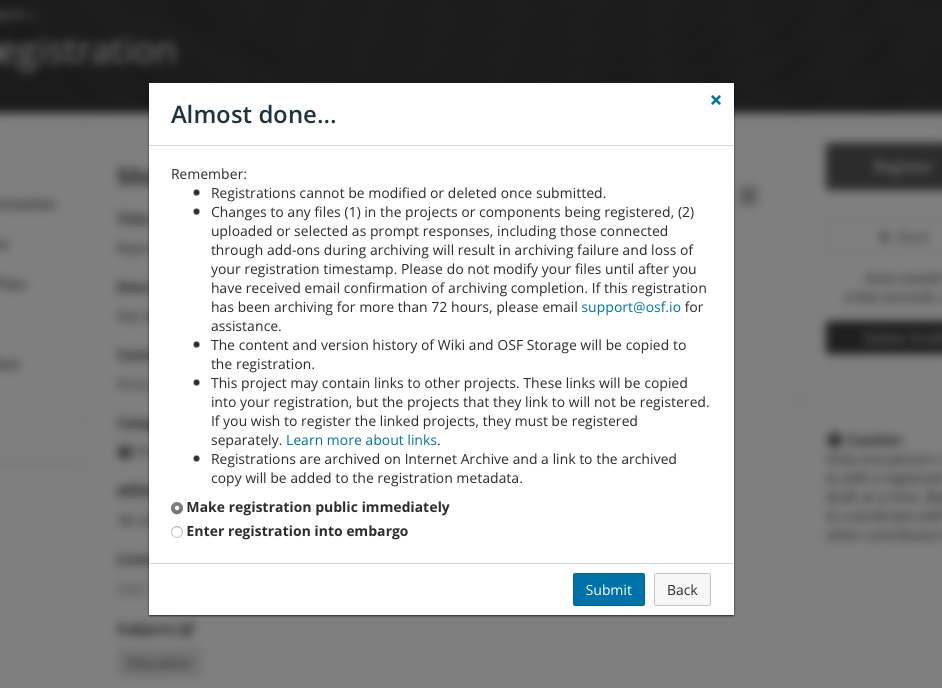 egistration
Almost done...
×
Remember:
• Registrations cannot be modified or deleted once submitted.
• Changes to any files (1) in the projects or components being registered, (2)
uploaded or selected as prompt responses, including those connected
through add-ons during archiving will result in archiving failure and loss of
your registration timestamp. Please do not modify your files until after you
have received email confirmation of archiving completion. If this registration
has been archiving for more than 72 hours, please email support@osf.io for
assistance.
• The content and version history of Wiki and OSF Storage will be copied to
the registration.
• This project may contain links to other projects. These links will be copied
into your registration, but the projects that they link to will not be registered.
If you wish to register the linked projects, they must be registered
separately. Learn more about links.
• Registrations are archived on Internet Archive and a link to the archived
copy will be added to the registration metadata.
Make registration public immediately
Enter registration into embargo
Submit
Back
Register
Caution
Education